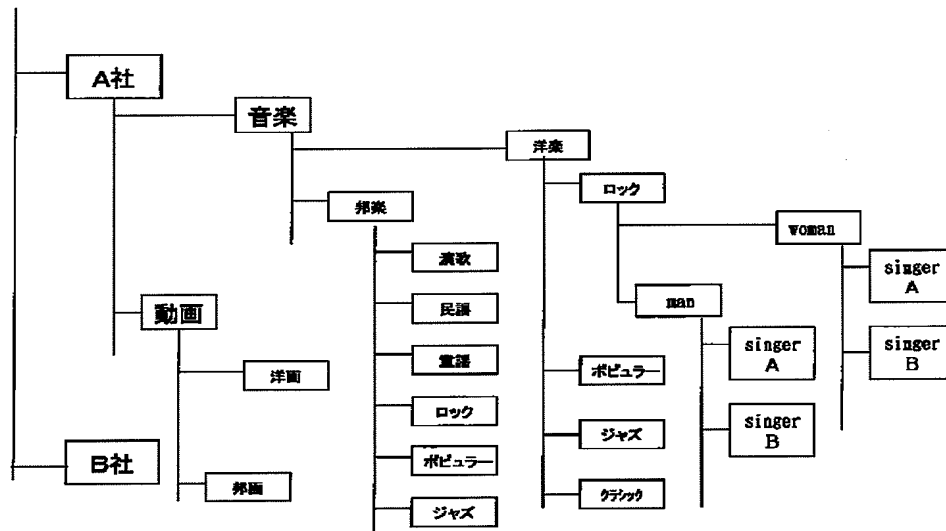 A社
音楽
洋楽
ロック
邦楽
woman
演歌
singer
A
man
民謡
動画
singer
A
singer
B
童謡
ポピュラー
洋画
ロック
ジャズ
singer
B
B社
ポピュラー
邦画
クラシック
ジャズ